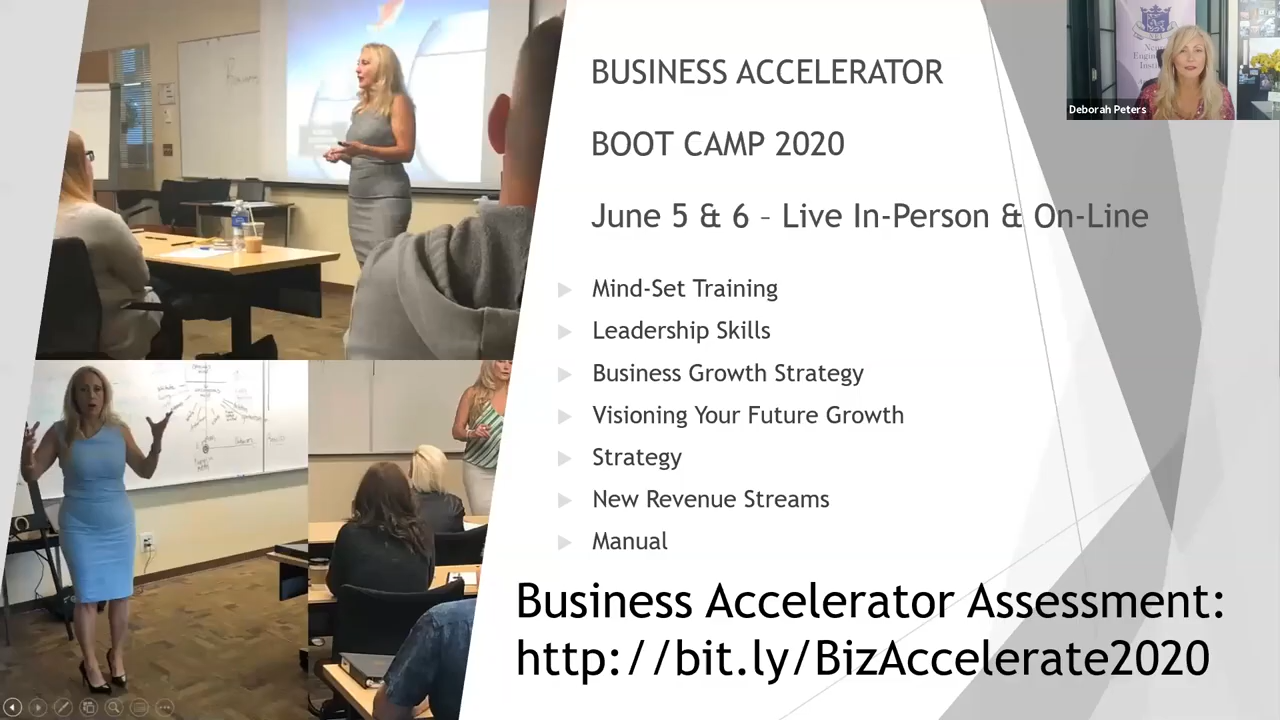 BUSINESS ACCELERATOR
BOOT CAMP 2020
June 5 & 6 – Live In-Person & On-Line
Mind-Set Training
Leadership Skills
Business Growth Strategy
Visioning Your Future Growth
Strategy
New Revenue Streams
Manual
Business Accelerator Assessment:
http://bit.ly/BizAccelerate2020
Deborah Peters